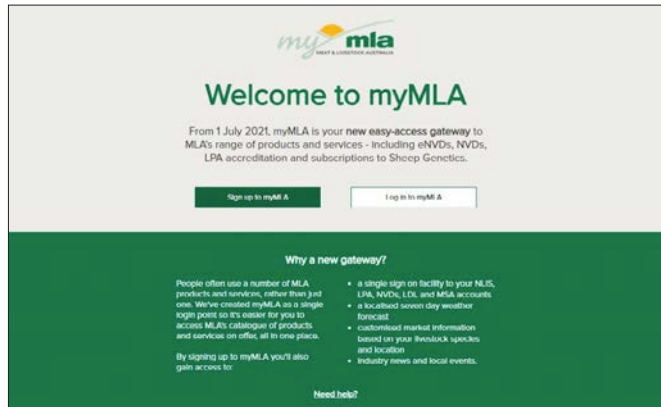 my mla
MEAT & LIVESTOCK AUSTRALIA
Welcome to myMLA
From 1 July 2021, myMLA is your new easy-access gateway to
MLA's range of products and services - including eNVDs, NVDs,
LPA accreditation and subscriptions to Sheep Genetics.
Sign up to myMLA
Log in to myMLA
Why a new gateway?
People often use a number of MLA
products and services, rather than just
one. We've created myMLA as a single
login point so it's easier for you to
access MLA's catalogue of products
and services on offer, all in one place.
By signing up to myMLA you'll also
gain access to:
• a single sign on facility to your NLIS,
LPA, NVDs, LDL and MSA accounts
• a localised seven day weather
forecast
• customised market information
based on your livestock species
and location
• industry news and local events.
Need help?